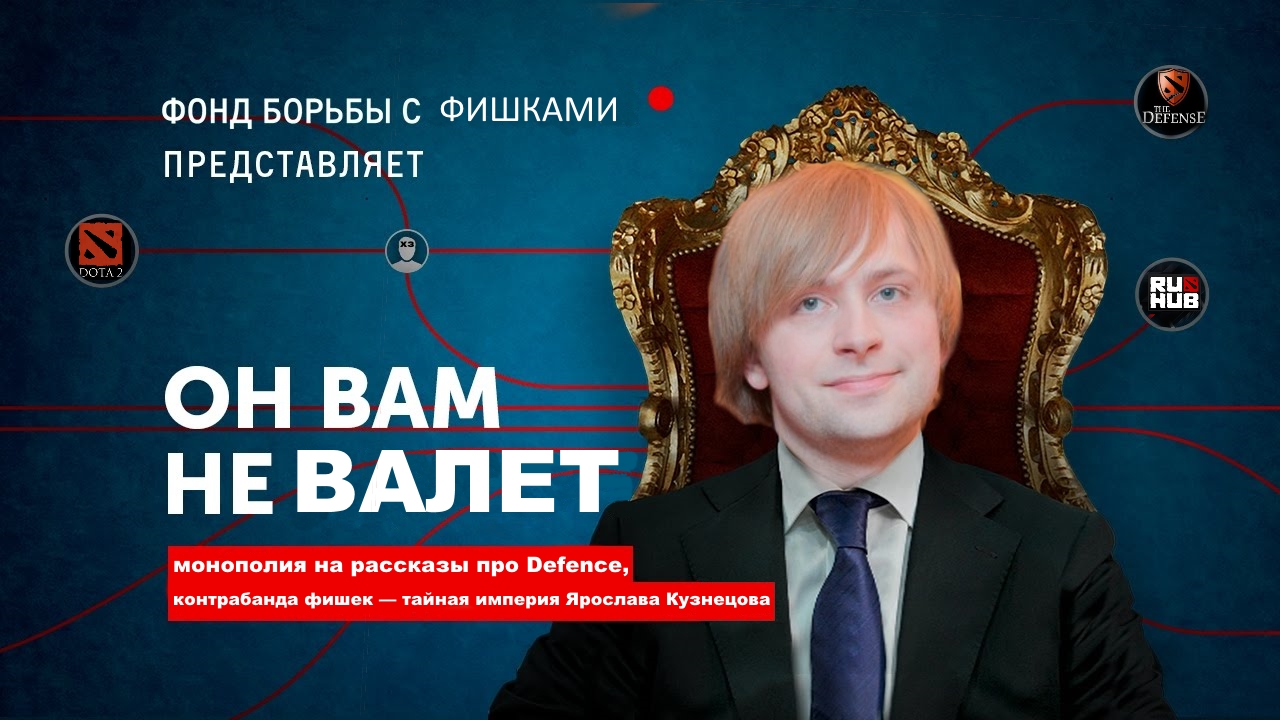 ФОНД БОРЬБЫ С ФИШКАМИ
ПРЕДСТАВЛЯЕТ
THE
DEFENSE
DOTA 2
ХЗ
RU
HUB
ОН ВАМ
НЕ ВАЛЕТ
монополия на рассказы про Defence,
контрабанда фишек — тайная империя Ярослава Кузнецова